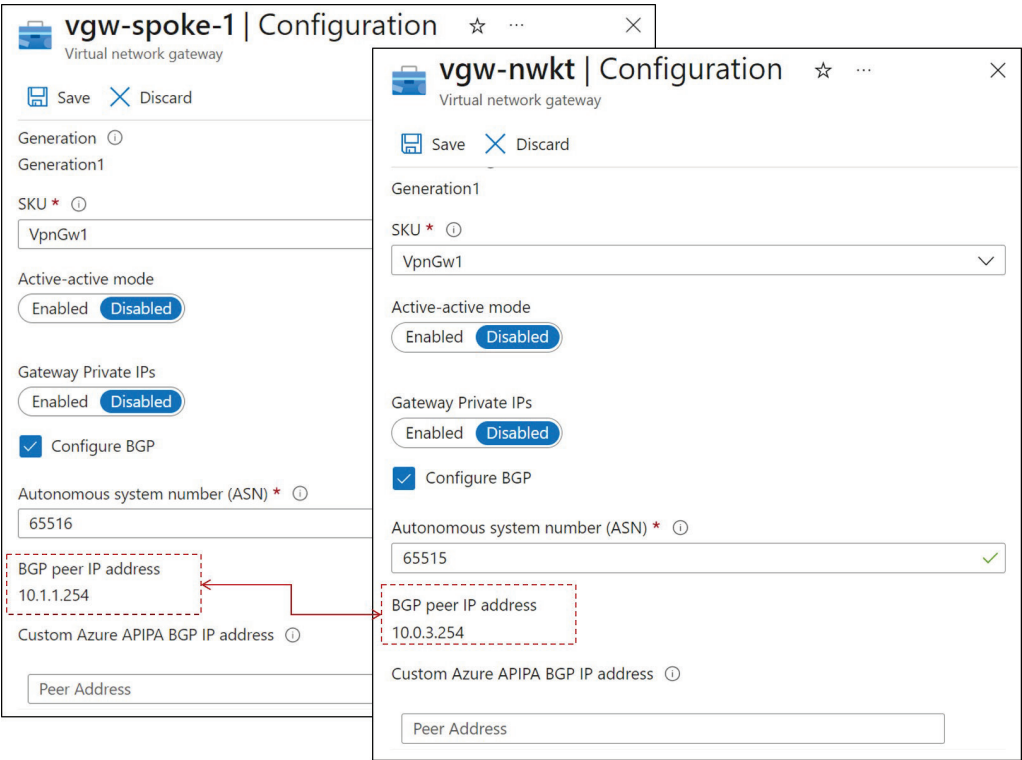 vgw-spoke-1 | Configuration
Virtual network gateway
Save Discard
Generation
Generation1
SKU *
VpnGw1
Active-active mode
Enabled Disabled
Gateway Private IPs
Enabled Disabled
Configure BGP
Autonomous system number (ASN) *
65516
BGP peer IP address
10.1.1.254
Custom Azure APIPA BGP IP address
Peer Address
vgw-nwkt | Configuration
Virtual network gateway
Save Discard
Generation1
SKU *
VpnGw1
Active-active mode
Enabled Disabled
Gateway Private IPs
Enabled Disabled
Configure BGP
Autonomous system number (ASN) *
65515
BGP peer IP address
10.0.3.254
Custom Azure APIPA BGP IP address
Peer Address